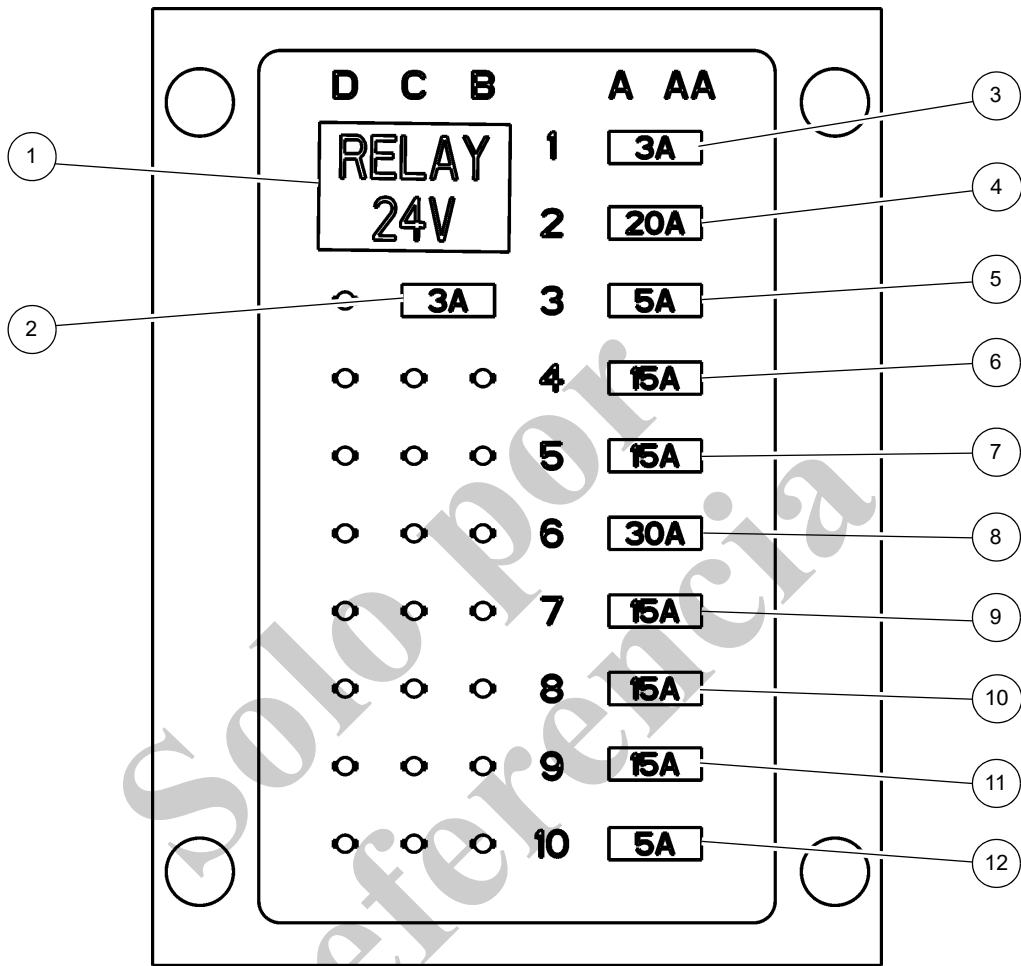 D C B A AA
1 RELAY 24V 1 3A 3
2 20A 4
2 3A 3 5A 5
4 15A 6
5 15A 7
6 30A 8
7 15A 9
8 15A 10
9 15A 11
10 5A 12
Solo por
referencia